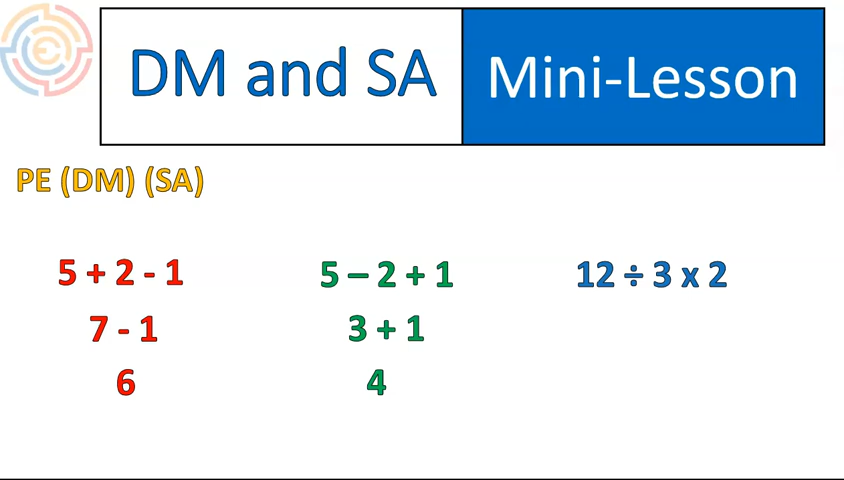 DM and SA Mini-Lesson
PE (DM) (SA)
5 + 2 - 1
7 - 1
6
5 – 2 + 1
3 + 1
4
12 ÷ 3 x 2